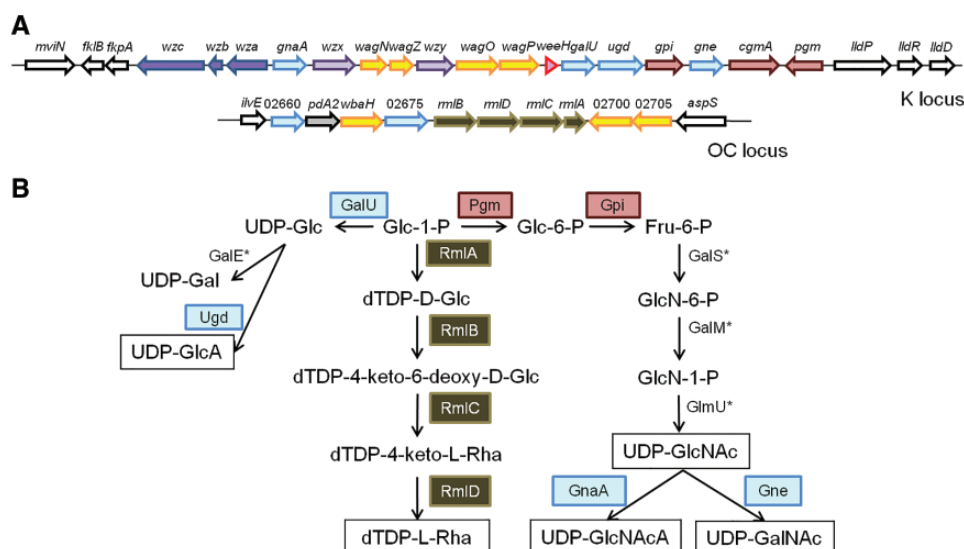 A
mviN fklB fkpA wzc wzb wza gnaA wzx wagN wagZ wzy wagO wagP weeH galU ugd gpi gne cgmA pgm lldP lldR lldD
K locus
ilvE 02660 pdA2 wbaH 02675 rmlB rmlD rmlC rmlA 02700 02705 aspS
OC locus
B
GalU Pgm Gpi
UDP-Glc Glc-1-P Glc-6-P Fru-6-P
GalE* RmlA GalS*
UDP-Gal dTDP-D-Glc GlcN-6-P
Ugd RmlB GalM*
UDP-GlcA dTDP-4-keto-6-deoxy-D-Glc GlcN-1-P
RmlC GlmU*
dTDP-4-keto-L-Rha UDP-GlcNAc
RmlD GnaA Gne
dTDP-L-Rha UDP-GlcNAcA UDP-GalNAc